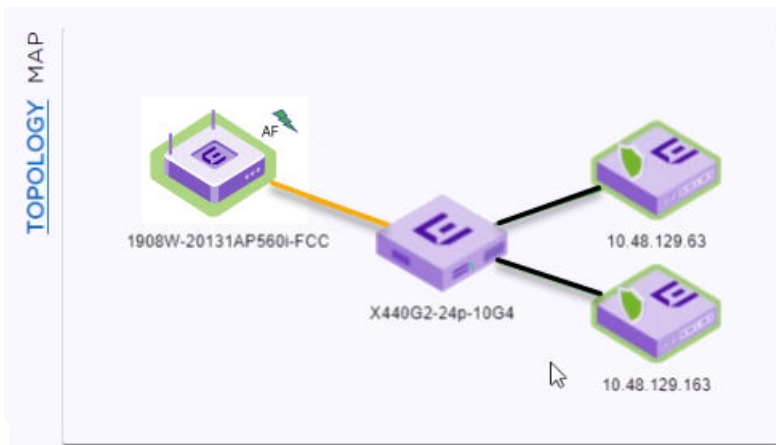 TOPOLOGY MAP
AF
1908W-20131AP560i-FCC
10.48.129.63
X440G2-24p-10G4
10.48.129.163